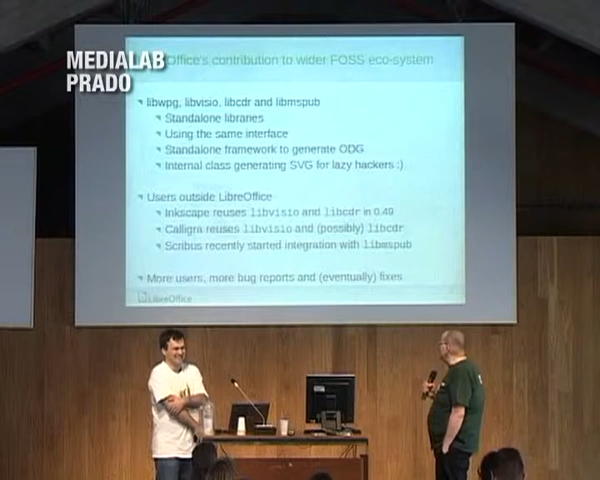 MEDIALAB
PRADO
Office's contribution to wider FOSS eco-system
libwpg, libvisio, libcdr and libmspub
Standalone libraries
Using the same interface
Standalone framework to generate ODG
Internal class generating SVG for lazy hackers :)
Users outside LibreOffice
Inkscape reuses libvisio and libcdr in 0.49
Calligra reuses libvisio and (possibly) libcdr
Scribus recently started integration with libmspub
More users, more bug reports and (eventually) fixes
LibreOffice